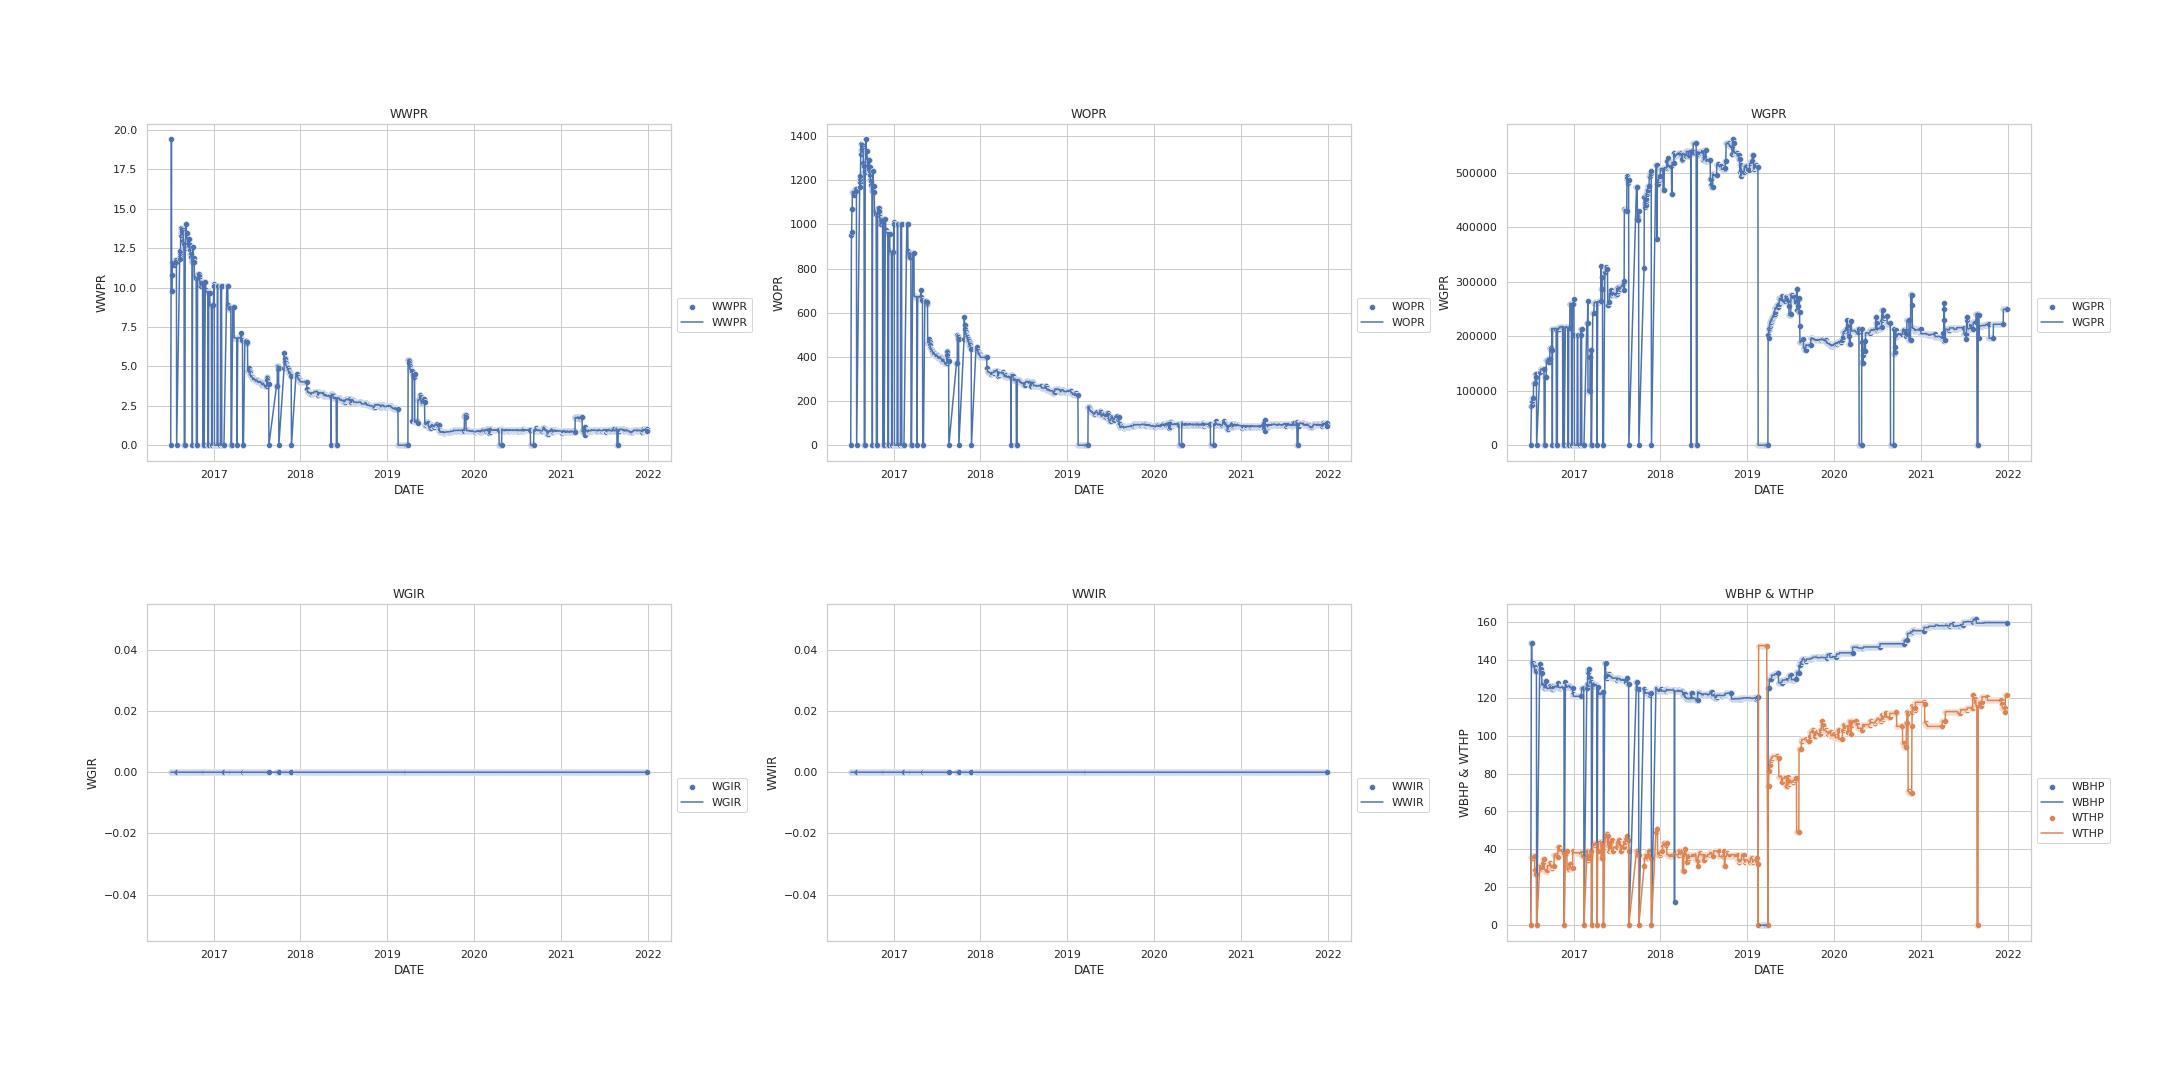 WWPR
20.0
17.5
15.0
12.5
10.0
7.5
5.0
2.5
0.0
WWPR
2017 2018 2019 2020 2021 2022
DATE
WWPR
WWPR
WOPR
1400
1200
1000
800
600
400
200
0
WOPR
2017 2018 2019 2020 2021 2022
DATE
WOPR
WOPR
WGPR
500000
400000
300000
200000
100000
0
WGPR
2017 2018 2019 2020 2021 2022
DATE
WGPR
WGPR
WGIR
0.04
0.02
0.00
−0.02
−0.04
WGIR
2017 2018 2019 2020 2021 2022
DATE
WGIR
WGIR
WWIR
0.04
0.02
0.00
−0.02
−0.04
WWIR
2017 2018 2019 2020 2021 2022
DATE
WWIR
WWIR
WBHP & WTHP
160
140
120
100
80
60
40
20
0
WBHP & WTHP
2017 2018 2019 2020 2021 2022
DATE
WBHP
WBHP
WTHP
WTHP